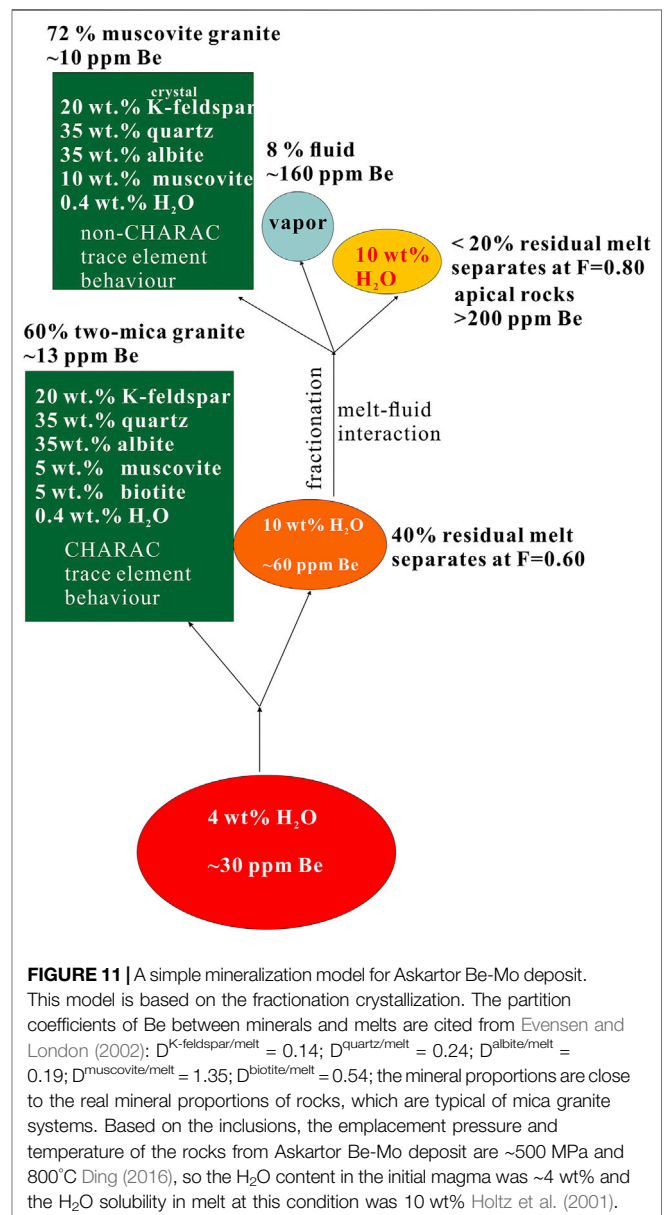 72 % muscovite granite
~10 ppm Be
crystal
20 wt.% K-feldspar
35 wt.% quartz
35 wt.% albite
10 wt.% muscovite
0.4 wt.% H₂O
non-CHARAC
trace element
behaviour
8 % fluid
~160 ppm Be
vapor
10 wt%
H₂O
< 20% residual melt
separates at F=0.80
apical rocks
>200 ppm Be
60% two-mica granite
~13 ppm Be
20 wt.% K-feldspar
35 wt.% quartz
35wt.% albite
5 wt.% muscovite
5 wt.% biotite
0.4 wt.% H₂O
CHARAC
trace element
behaviour
fractionation
melt-fluid
interaction
10 wt% H₂O
~60 ppm Be
40% residual melt
separates at F=0.60
4 wt% H₂O
~30 ppm Be
FIGURE 11 | A simple mineralization model for Askartor Be-Mo deposit.
This model is based on the fractionation crystallization. The partition
coefficients of Be between minerals and melts are cited from Evensen and
London (2002): D^K-feldspar/melt = 0.14; D^quartz/melt = 0.24; D^albite/melt =
0.19; D^muscovite/melt = 1.35; D^biotite/melt = 0.54; the mineral proportions are close
to the real mineral proportions of rocks, which are typical of mica granite
systems. Based on the inclusions, the emplacement pressure and
temperature of the rocks from Askartor Be-Mo deposit are ~500 MPa and
800°C Ding (2016), so the H₂O content in the initial magma was ~4 wt% and
the H₂O solubility in melt at this condition was 10 wt% Holtz et al. (2001).